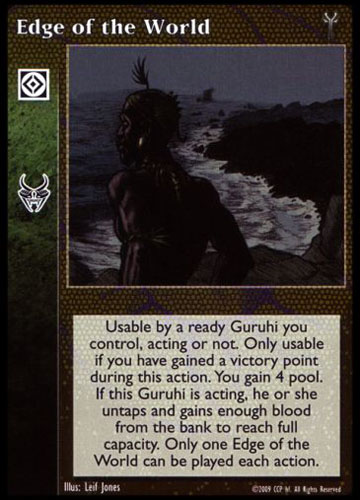 Edge of the World
Usable by a ready Guruhi you
control, acting or not. Only usable
if you have gained a victory point
during this action. You gain 4 pool.
If this Guruhi is acting, he or she
untaps and gains enough blood
from the bank to reach full
capacity. Only one Edge of the
World can be played each action.
Illus: Leif Jones
©2009 CCP hf. All Rights Reserved.